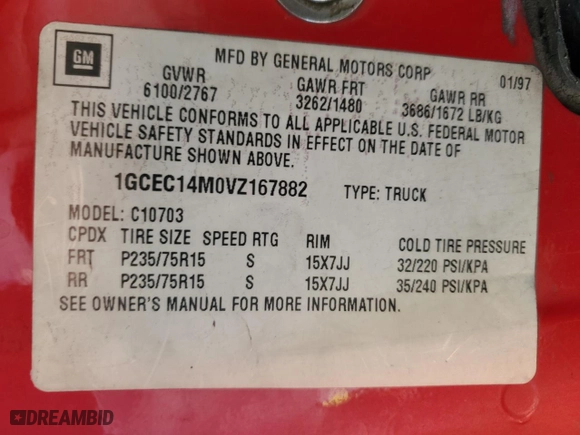 GM
MFD BY GENERAL MOTORS CORP 01/97
GVWR GAWR FRT GAWR RR
6100/2767 3262/1480 3686/1672 LB/KG
THIS VEHICLE CONFORMS TO ALL APPLICABLE U.S. FEDERAL MOTOR
VEHICLE SAFETY STANDARDS IN EFFECT ON THE DATE OF
MANUFACTURE SHOWN ABOVE.
1GCEC14M0VZ167882 TYPE: TRUCK
MODEL: C10703
CPDX TIRE SIZE SPEED RTG RIM COLD TIRE PRESSURE
FRT P235/75R15 S 15X7JJ 32/220 PSI/KPA
RR P235/75R15 S 15X7JJ 35/240 PSI/KPA
SEE OWNER'S MANUAL FOR MORE INFORMATION.
DREAMBID